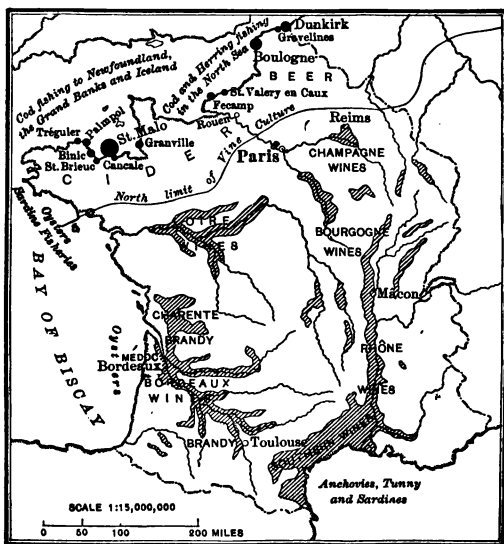 Cod fishing to Newfoundland,
the Grand Banks and Iceland
Cod and Herring fishing
in the North Sea
Dunkirk
Gravelines
Boulogne
BEER
St. Valery en Caux
Fecamp
Rouen
Tréguier
Paimpol
St. Malo
Granville
Binic
St. Brieuc
Cancale
CIDER
Paris
Reims
CHAMPAGNE
WINES
North limit of Vine Culture
Oysters
Sardine Fisheries
LOIRE
WINES
BOURGOGNE
WINES
BAY OF BISCAY
Mâcon
CHARENTE
BRANDY
Oysters
MEDOC
Bordeaux
BORDEAUX
WINES
RHÔNE
WINES
BRANDY
Toulouse
SOUTHERN WINES
Anchovies, Tunny
and Sardines
SCALE 1:15,000,000
0 50 100 200 MILES